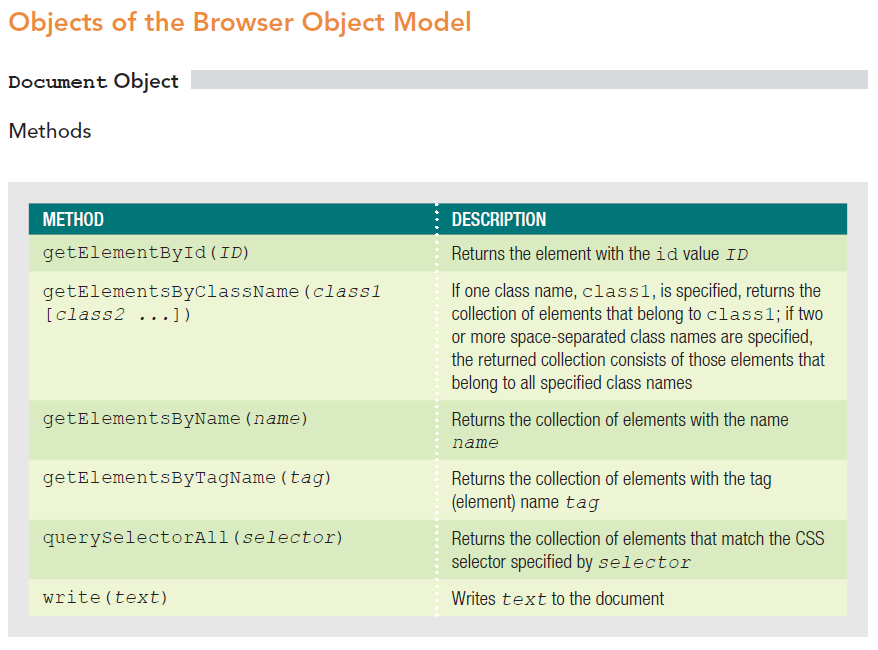 Objects of the Browser Object Model
Document Object
Methods
METHOD
DESCRIPTION
getElementById(ID)
Returns the element with the id value ID
getElementsByClassName(class1
[class2 ...])
If one class name, class1, is specified, returns the
collection of elements that belong to class1; if two
or more space-separated class names are specified,
the returned collection consists of those elements that
belong to all specified class names
getElementsByName(name)
Returns the collection of elements with the name
name
getElementsByTagName(tag)
Returns the collection of elements with the tag
(element) name tag
querySelectorAll(selector)
Returns the collection of elements that match the CSS
selector specified by selector
write(text)
Writes text to the document